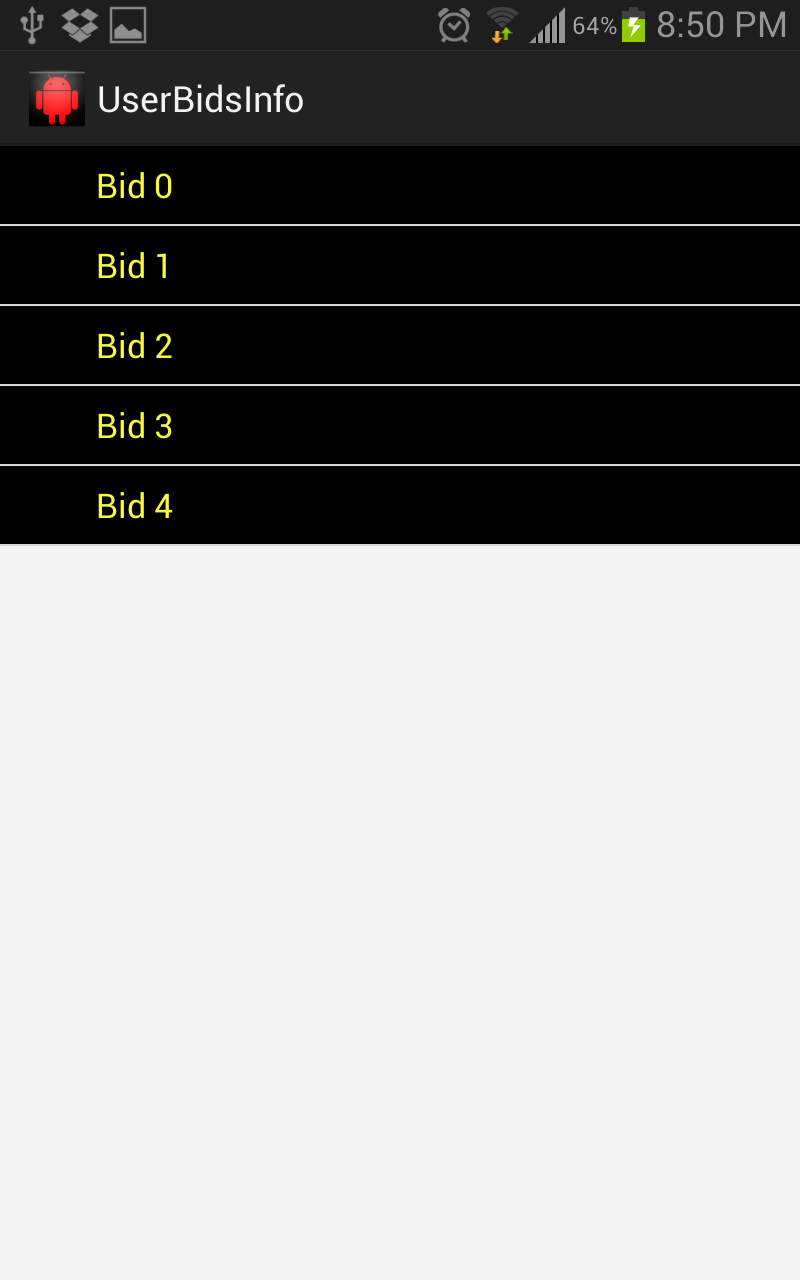 64% 8:50 PM
UserBidsInfo
Bid 0
Bid 1
Bid 2
Bid 3
Bid 4